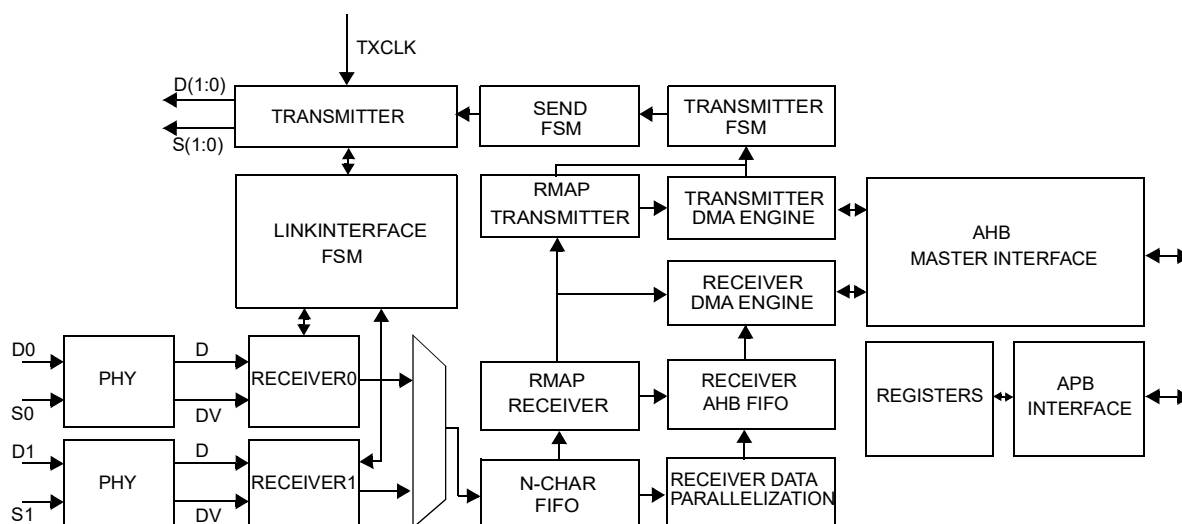 TXCLK
D(1:0)
S(1:0)
TRANSMITTER
SEND
FSM
TRANSMITTER
FSM
LINKINTERFACE
FSM
RMAP
TRANSMITTER
TRANSMITTER
DMA ENGINE
AHB
MASTER INTERFACE
RECEIVER
DMA ENGINE
D0
S0
PHY
D
DV
RECEIVER0
RMAP
RECEIVER
RECEIVER
AHB FIFO
REGISTERS
APB
INTERFACE
D1
S1
PHY
D
DV
RECEIVER1
N-CHAR
FIFO
RECEIVER DATA
PARALLELIZATION